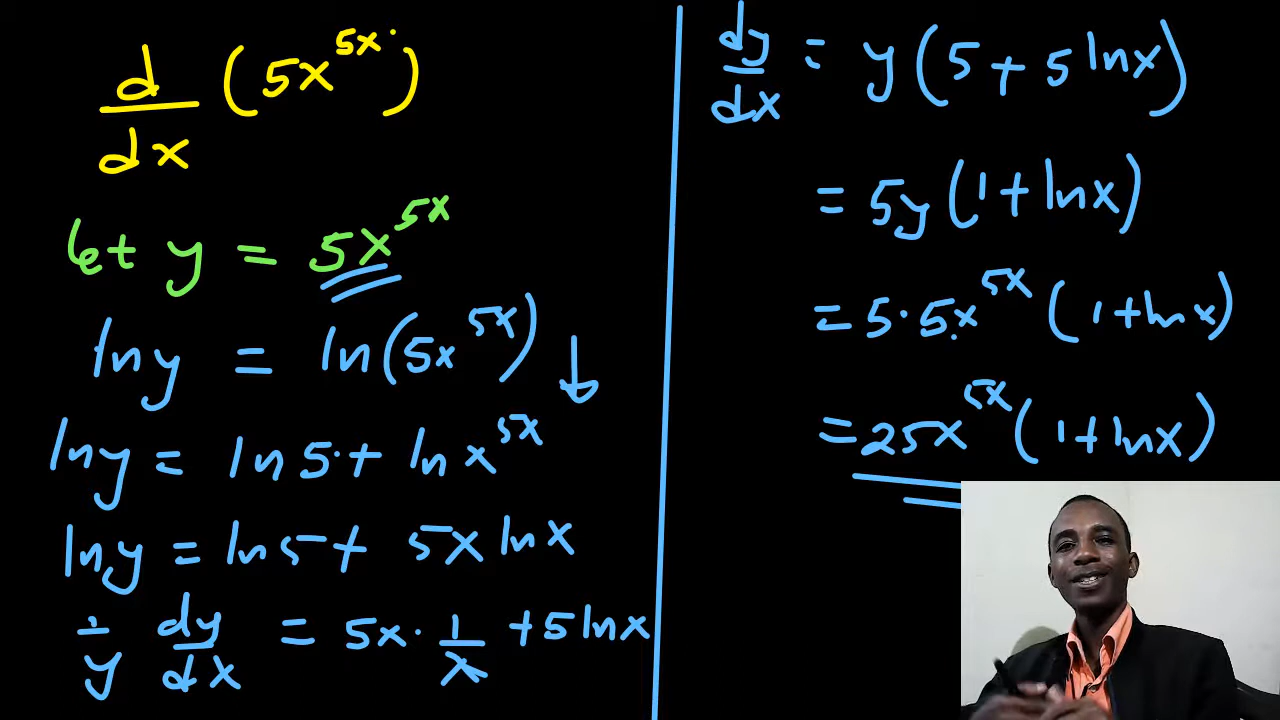 d/dx (5x^5x)
let y = 5x^5x
ln y = ln(5x^5x)
ln y = ln 5 + ln x^5x
ln y = ln 5 + 5x ln x
1/y dy/dx = 5x · 1/x + 5 ln x
dy/dx = y(5 + 5 ln x)
= 5y(1 + ln x)
= 5 · 5x^5x (1 + ln x)
= 25x^5x (1 + ln x)